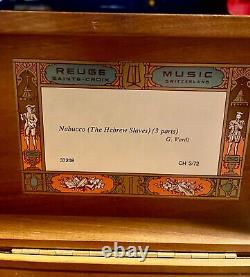 REUGE MUSIC
SAINTE-CROIX SWITZERLAND
Nabucco (The Hebrew Slaves) (3 parts)
G. Verdi
CH 3/72